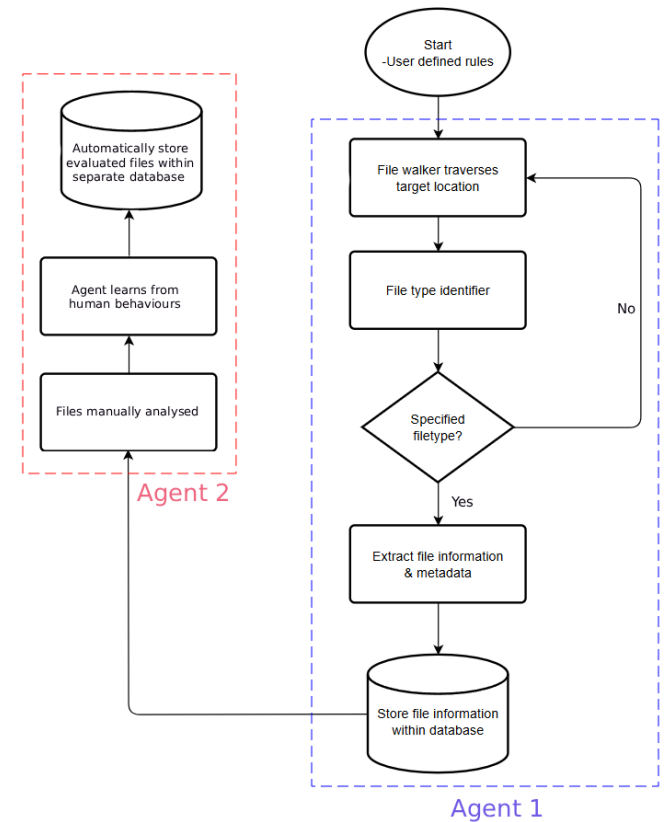 Start
-User defined rules
File walker traverses
target location
File type identifier
Specified
filetype?
No
Yes
Extract file information
& metadata
Store file information
within database
Agent 1
Automatically store
evaluated files within
separate database
Agent learns from
human behaviours
Files manually analysed
Agent 2